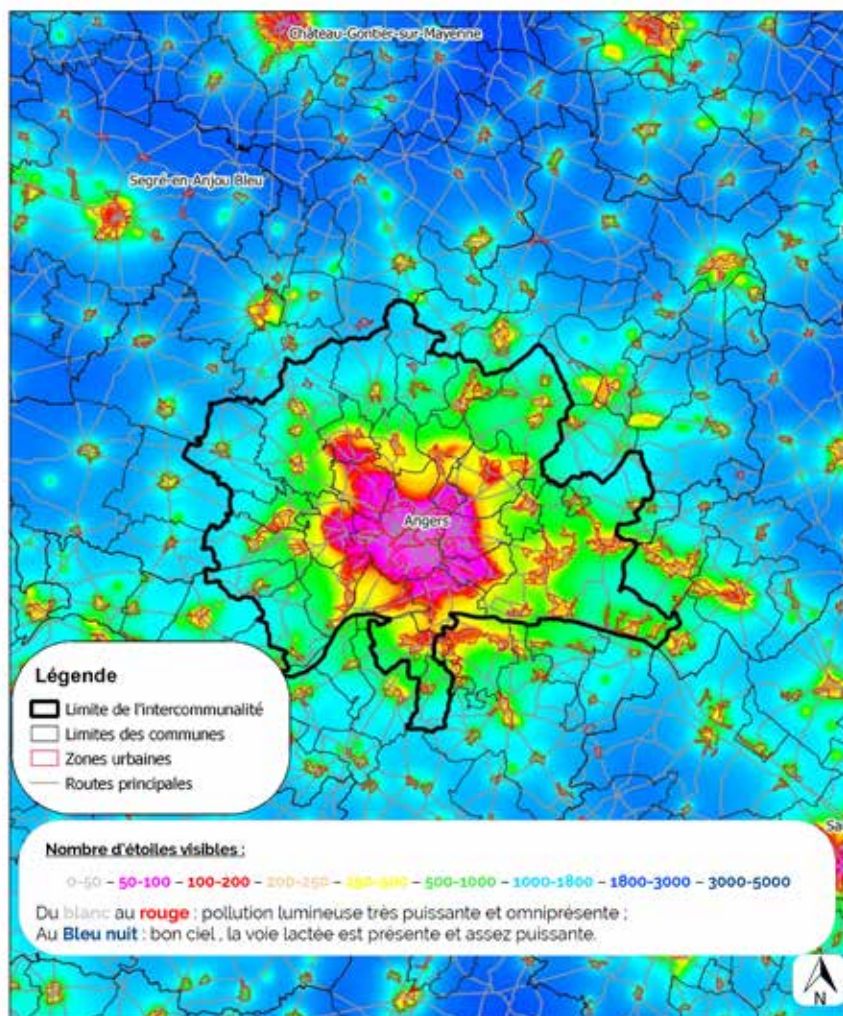 Château-Gontier-sur-Mayenne
Segré-en-Anjou Bleu
Angers
Légende
Limite de l'intercommunalité
Limites des communes
Zones urbaines
Routes principales
Sa
Nombre d'étoiles visibles :
0-50 – 50-100 – 100-200 – 200-250 – 250-500 – 500-1000 – 1000-1800 – 1800-3000 – 3000-5000
Du blanc au rouge : pollution lumineuse très puissante et omniprésente ;
Au Bleu nuit : bon ciel , la voie lactée est présente et assez puissante.
N